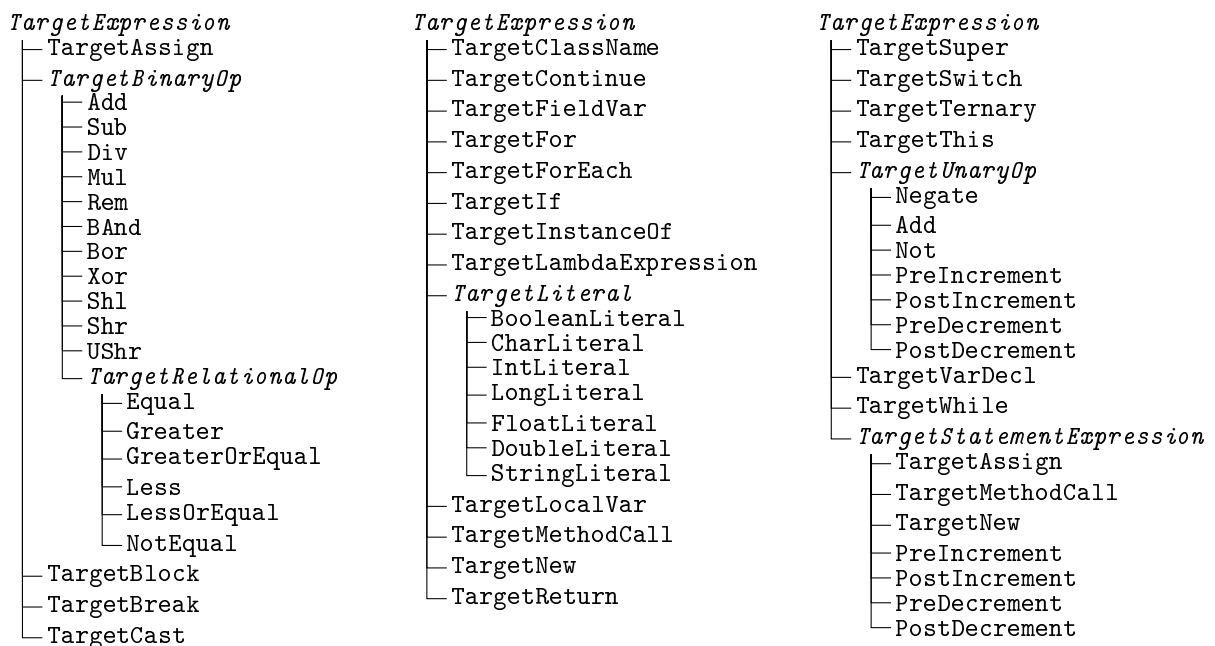 TargetExpression
TargetAssign
TargetBinaryOp
Add
Sub
Div
Mul
Rem
BAnd
Bor
Xor
Shl
Shr
UShr
TargetRelationalOp
Equal
Greater
GreaterOrEqual
Less
LessOrEqual
NotEqual
TargetBlock
TargetBreak
TargetCast
TargetExpression
TargetClassName
TargetContinue
TargetFieldVar
TargetFor
TargetForEach
TargetIf
TargetInstanceOf
TargetLambdaExpression
TargetLiteral
BooleanLiteral
CharLiteral
IntLiteral
LongLiteral
FloatLiteral
DoubleLiteral
StringLiteral
TargetLocalVar
TargetMethodCall
TargetNew
TargetReturn
TargetExpression
TargetSuper
TargetSwitch
TargetTernary
TargetThis
TargetUnaryOp
Negate
Add
Not
PreIncrement
PostIncrement
PreDecrement
PostDecrement
TargetVarDecl
TargetWhile
TargetStatementExpression
TargetAssign
TargetMethodCall
TargetNew
PreIncrement
PostIncrement
PreDecrement
PostDecrement